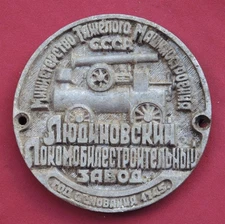 Министерство Тяжелого Машиностроения
СССР
Людиновский
Локомобилестроительный
завод
год основания 1745